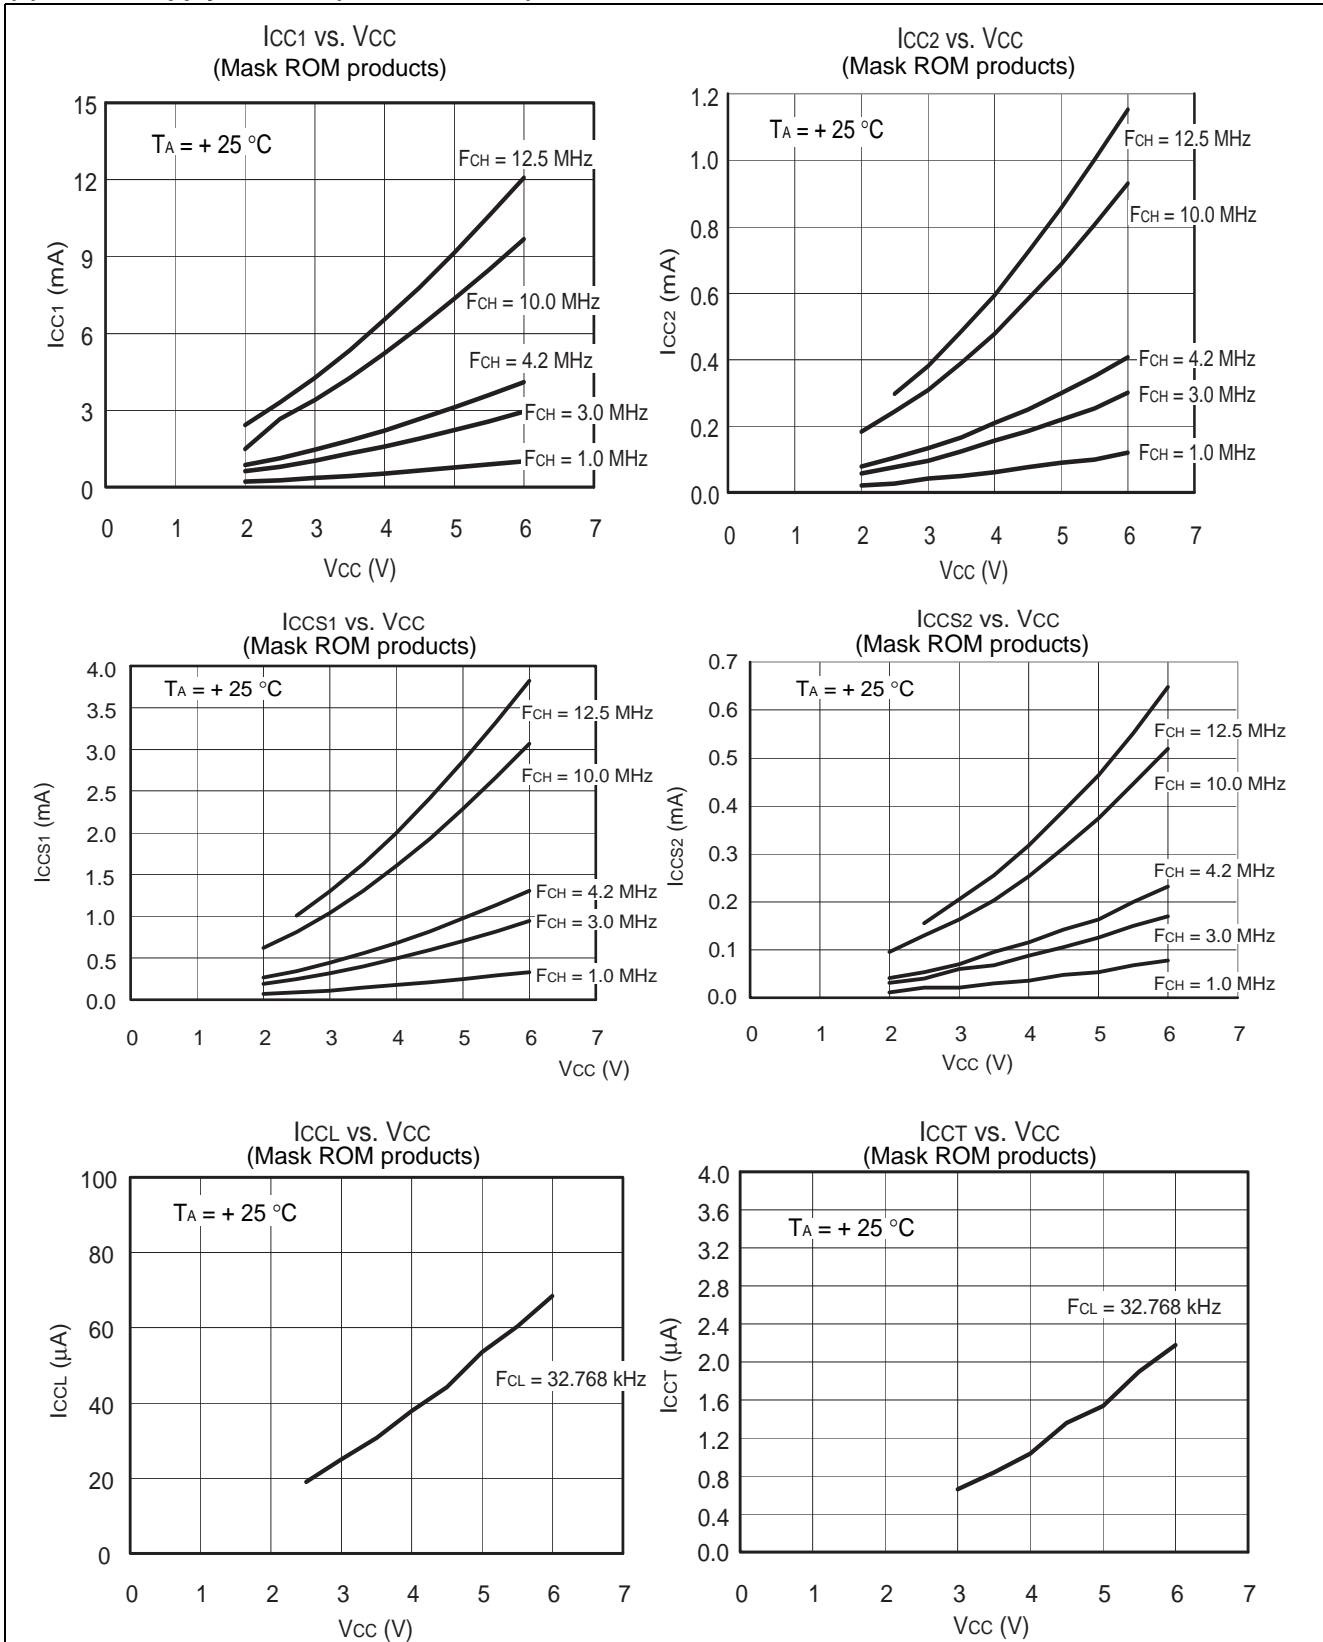 ICC1 vs. VCC
(Mask ROM products)
15
12
9
6
3
0
ICC1 (mA)
TA = + 25 °C
FCH = 12.5 MHz
FCH = 10.0 MHz
FCH = 4.2 MHz
FCH = 3.0 MHz
FCH = 1.0 MHz
0 1 2 3 4 5 6 7
VCC (V)
ICC2 vs. VCC
(Mask ROM products)
1.2
1.0
0.8
0.6
0.4
0.2
0.0
ICC2 (mA)
TA = + 25 °C
FCH = 12.5 MHz
FCH = 10.0 MHz
FCH = 4.2 MHz
FCH = 3.0 MHz
FCH = 1.0 MHz
0 1 2 3 4 5 6 7
VCC (V)
ICCS1 vs. VCC
(Mask ROM products)
4.0
3.5
3.0
2.5
2.0
1.5
1.0
0.5
0.0
ICCS1 (mA)
TA = + 25 °C
FCH = 12.5 MHz
FCH = 10.0 MHz
FCH = 4.2 MHz
FCH = 3.0 MHz
FCH = 1.0 MHz
0 1 2 3 4 5 6 7
VCC (V)
ICCS2 vs. VCC
(Mask ROM products)
0.7
0.6
0.5
0.4
0.3
0.2
0.1
0.0
ICCS2 (mA)
TA = + 25 °C
FCH = 12.5 MHz
FCH = 10.0 MHz
FCH = 4.2 MHz
FCH = 3.0 MHz
FCH = 1.0 MHz
0 1 2 3 4 5 6 7
VCC (V)
ICCL vs. VCC
(Mask ROM products)
100
80
60
40
20
0
ICCL (µA)
TA = + 25 °C
FCL = 32.768 kHz
0 1 2 3 4 5 6 7
VCC (V)
ICCT vs. VCC
(Mask ROM products)
4.0
3.6
3.2
2.8
2.4
2.0
1.6
1.2
0.8
0.4
0.0
ICCT (µA)
TA = + 25 °C
FCL = 32.768 kHz
0 1 2 3 4 5 6 7
VCC (V)